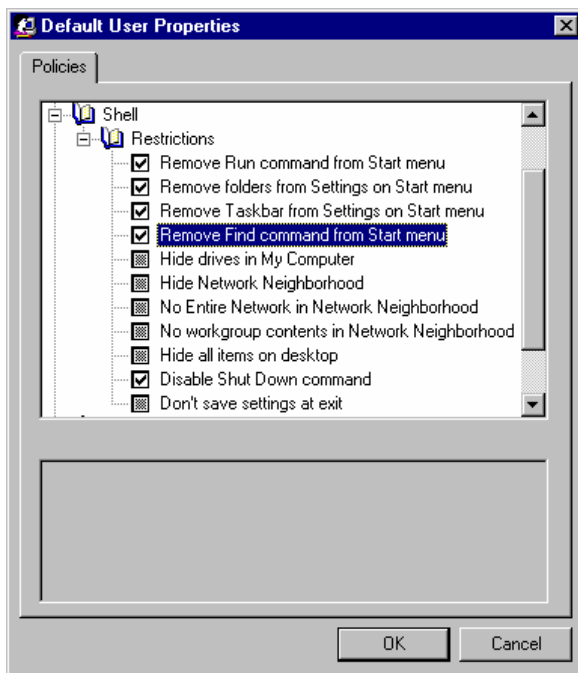 Default User Properties
Policies
Shell
Restrictions
Remove Run command from Start menu
Remove folders from Settings on Start menu
Remove Taskbar from Settings on Start menu
Remove Find command from Start menu
Hide drives in My Computer
Hide Network Neighborhood
No Entire Network in Network Neighborhood
No workgroup contents in Network Neighborhood
Hide all items on desktop
Disable Shut Down command
Don't save settings at exit
OK
Cancel